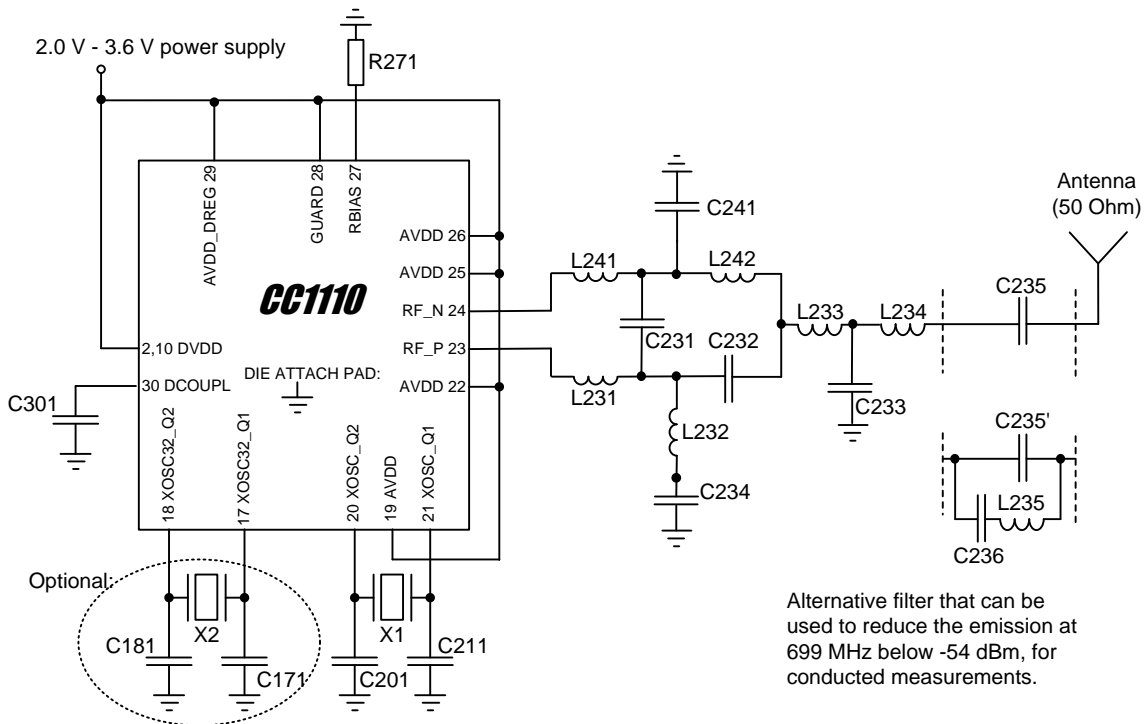 2.0 V - 3.6 V power supply
R271
AVDD_DREG 29
GUARD 28
RBIAS 27
C241
Antenna
(50 Ohm)
AVDD 26
AVDD 25
L241
L242
C235
CC1110
RF_N 24
L233
L234
C231
C232
2,10 DVDD
RF_P 23
30 DCOUPL
DIE ATTACH PAD:
AVDD 22
L231
C301
C233
C235'
18 XOSC32_Q2
17 XOSC32_Q1
20 XOSC_Q2
19 AVDD
21 XOSC_Q1
L232
C234
L235
C236
Optional:
X2
X1
C181
C171
C201
C211
Alternative filter that can be
used to reduce the emission at
699 MHz below -54 dBm, for
conducted measurements.